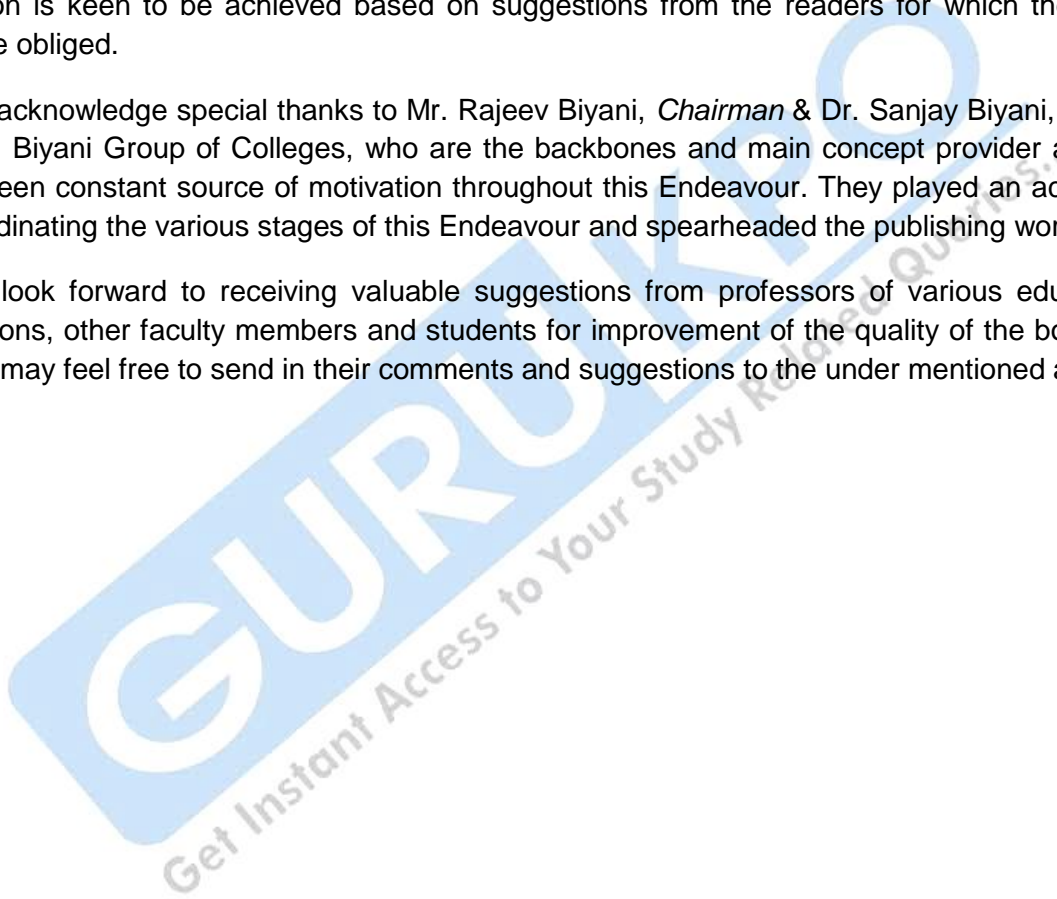 on is keen to be achieved based on suggestions from the readers for which the
e obliged.
acknowledge special thanks to Mr. Rajeev Biyani, Chairman & Dr. Sanjay Biyani,
Biyani Group of Colleges, who are the backbones and main concept provider a
een constant source of motivation throughout this Endeavour. They played an ac
dinating the various stages of this Endeavour and spearheaded the publishing wor
look forward to receiving valuable suggestions from professors of various edu
ons, other faculty members and students for improvement of the quality of the bo
may feel free to send in their comments and suggestions to the under mentioned a
GURUKPO
Get Instant Access to Your Study Related Queries...